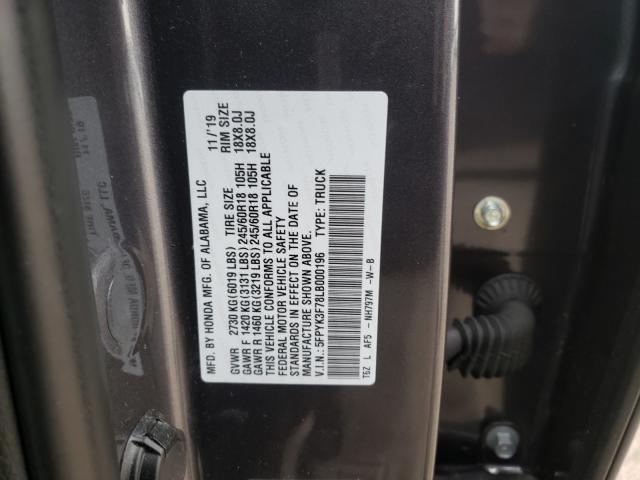 MFD. BY HONDA MFG. OF ALABAMA, LLC 11/'19
GVWR 2730 KG(6019 LBS) TIRE SIZE RIM SIZE
GAWR F 1420 KG(3131 LBS) 245/60R18 105H 18X8.0J
GAWR R 1460 KG(3219 LBS) 245/60R18 105H 18X8.0J
THIS VEHICLE CONFORMS TO ALL APPLICABLE
FEDERAL MOTOR VEHICLE SAFETY
STANDARDS IN EFFECT ON THE DATE OF
MANUFACTURE SHOWN ABOVE.
V.I.N.: 5FPYK3F78LB000196 TYPE: TRUCK
T6Z L AF5 -NH797M -W-B